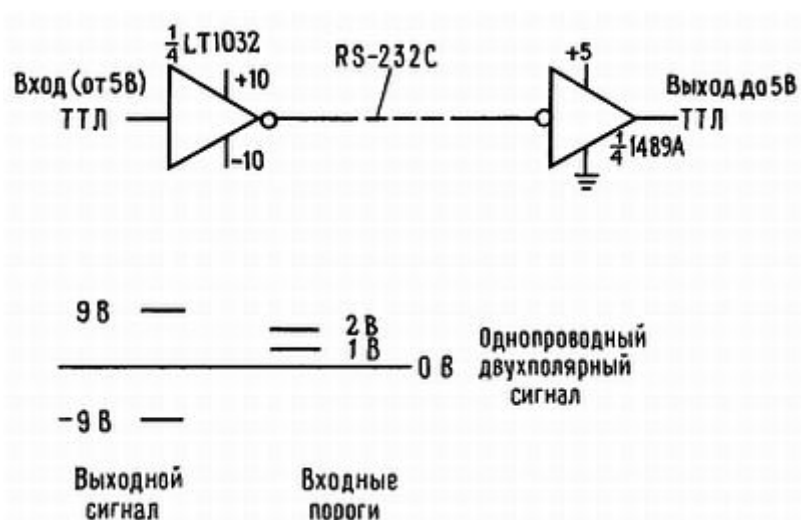 1/4 LT1032
RS-232C
+5
+10
Вход (от 5В)
ТТЛ
Выход до 5В
ТТЛ
-10
1/4 1489А
9 В
2 В
1 В
0 В
Однопроводный
двухполярный
сигнал
-9 В
Выходной
сигнал
Входные
пороги